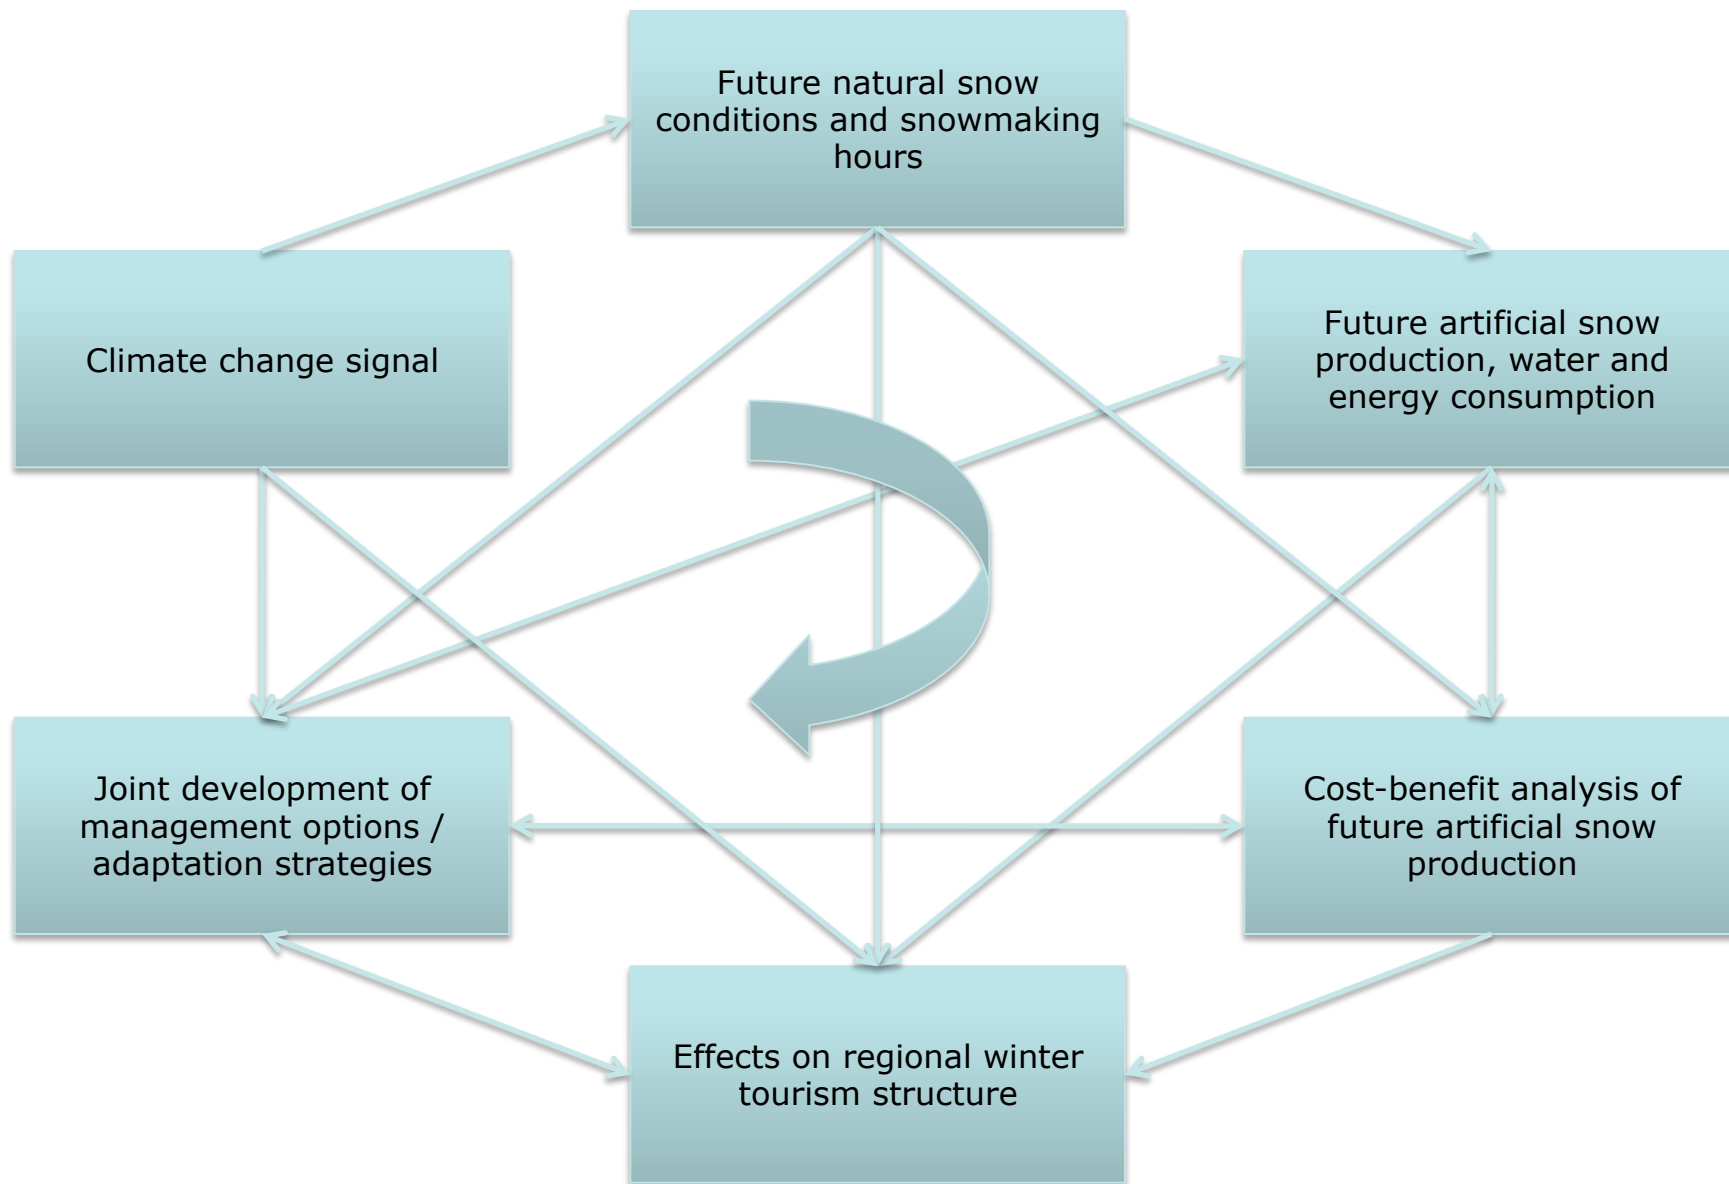 Future natural snow
conditions and snowmaking
hours
Climate change signal
Future artificial snow
production, water and
energy consumption
Joint development of
management options /
adaptation strategies
Cost-benefit analysis of
future artificial snow
production
Effects on regional winter
tourism structure